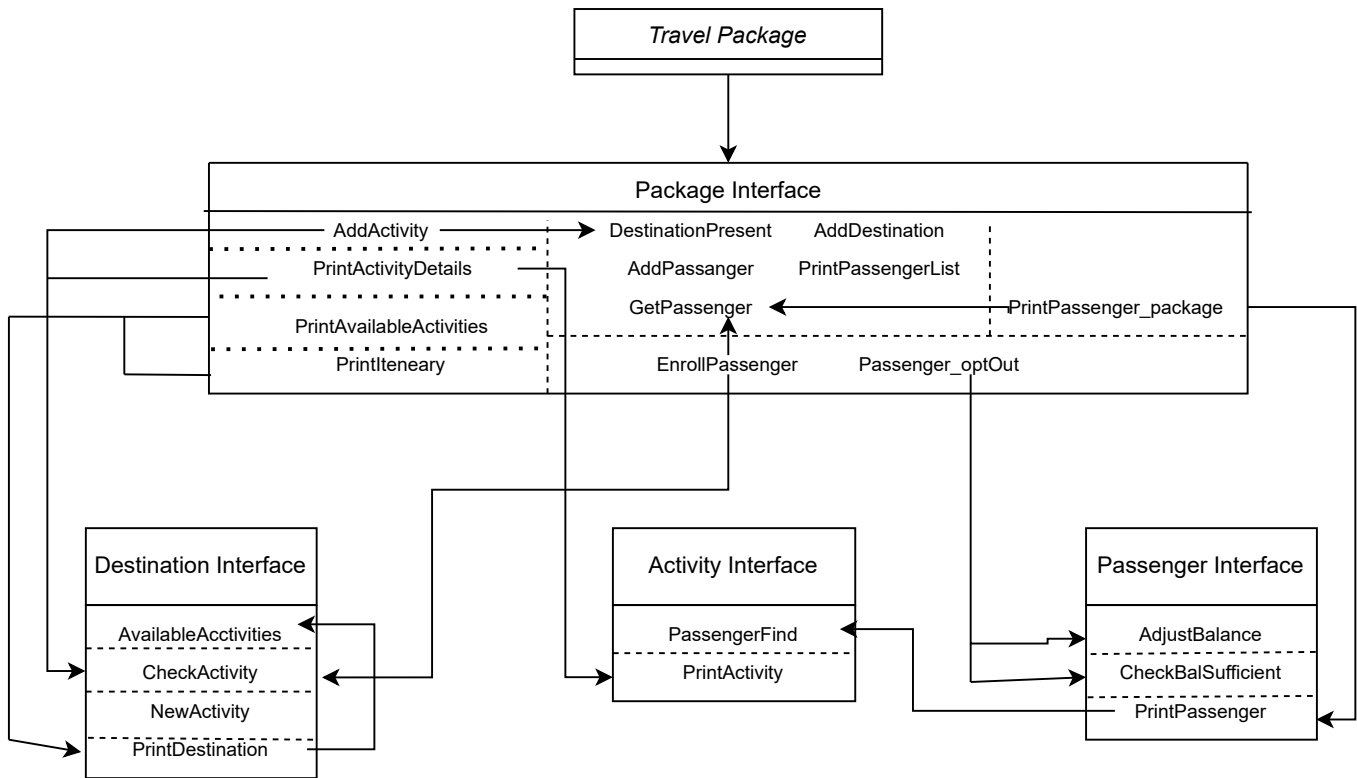 Travel Package
Package Interface
AddActivity
DestinationPresent
AddDestination
PrintActivityDetails
AddPassanger
PrintPassengerList
GetPassenger
PrintPassenger_package
PrintAvailableActivities
PrintIteneary
EnrollPassenger
Passenger_optOut
Destination Interface
AvailableAcctivities
CheckActivity
NewActivity
PrintDestination
Activity Interface
PassengerFind
PrintActivity
Passenger Interface
AdjustBalance
CheckBalSufficient
PrintPassenger